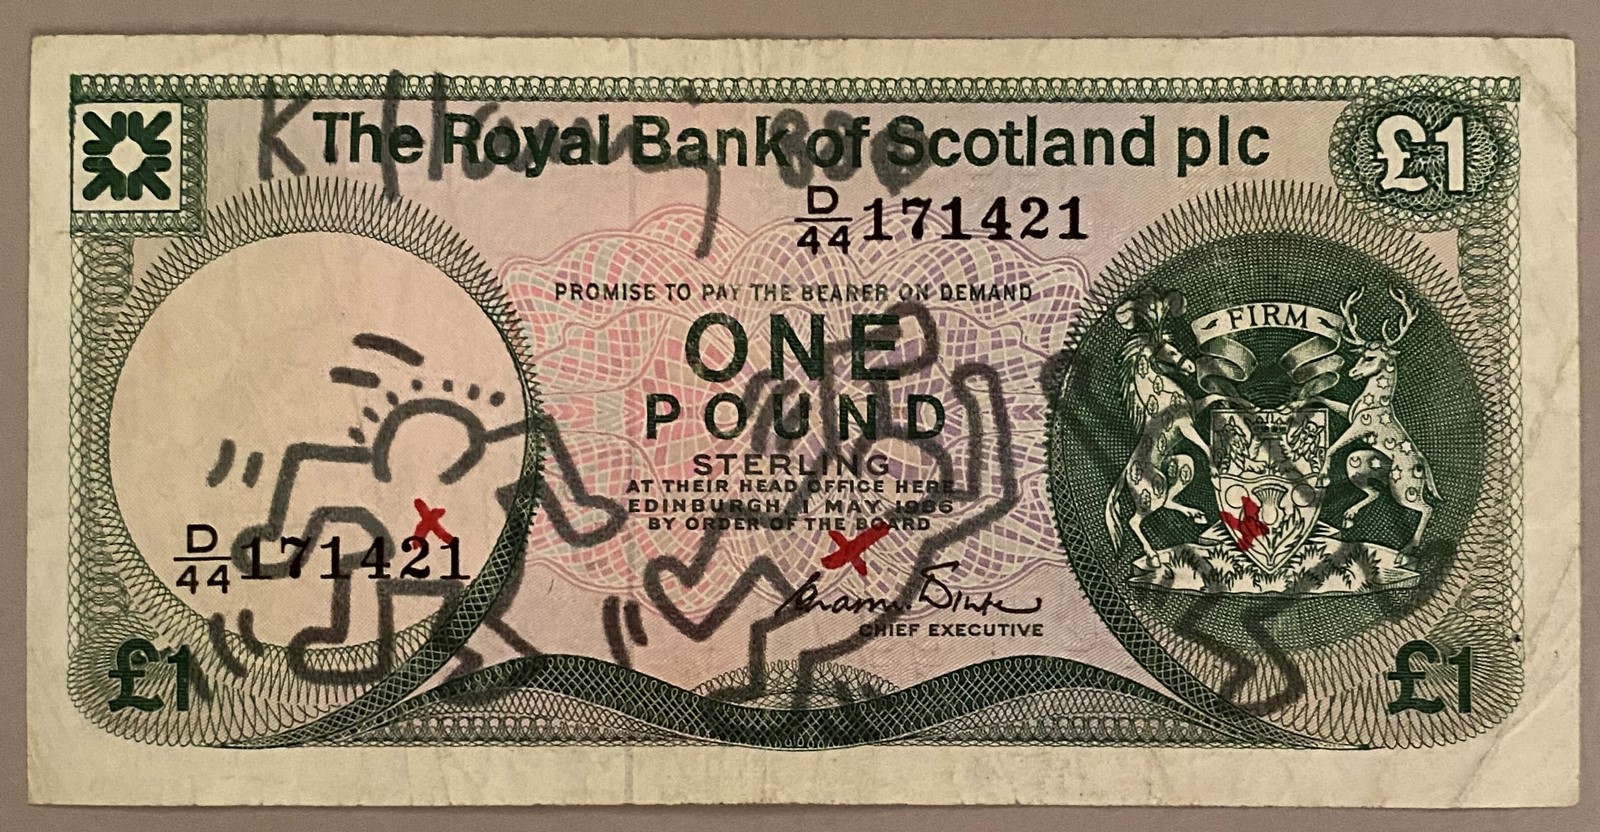 K Haring 88
The Royal Bank of Scotland plc
£1
D/44 171421
PROMISE TO PAY THE BEARER ON DEMAND
ONE
POUND
STERLING
AT THEIR HEAD OFFICE HERE
EDINBURGH, 1 MAY 1986
BY ORDER OF THE BOARD
CHIEF EXECUTIVE
FIRM
D/44 171421
£1
£1